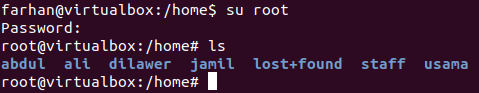 farhan@virtualbox:/home$ su root
Password:
root@virtualbox:/home# ls
abdul  ali  dilawer  jamil  lost+found  staff  usama
root@virtualbox:/home#